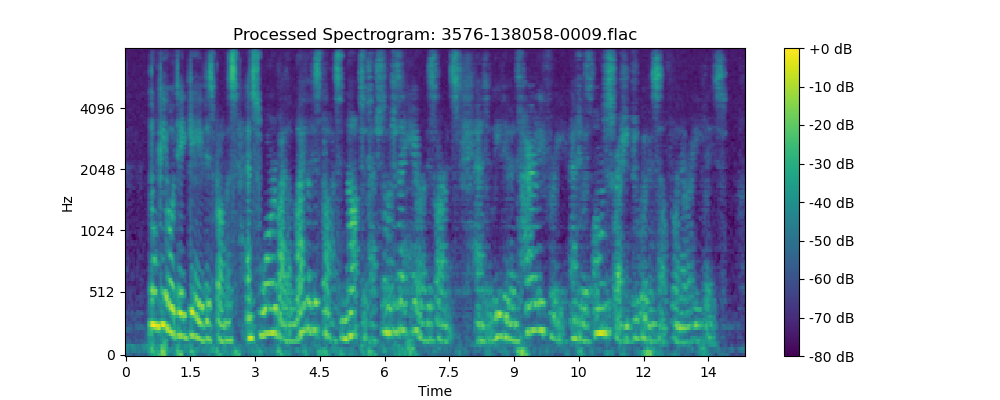 Processed Spectrogram: 3576-138058-0009.flac
+0 dB
-10 dB
-20 dB
-30 dB
-40 dB
-50 dB
-60 dB
-70 dB
-80 dB
4096
2048
1024
512
0
Hz
0 1.5 3 4.5 6 7.5 9 10 12 14
Time